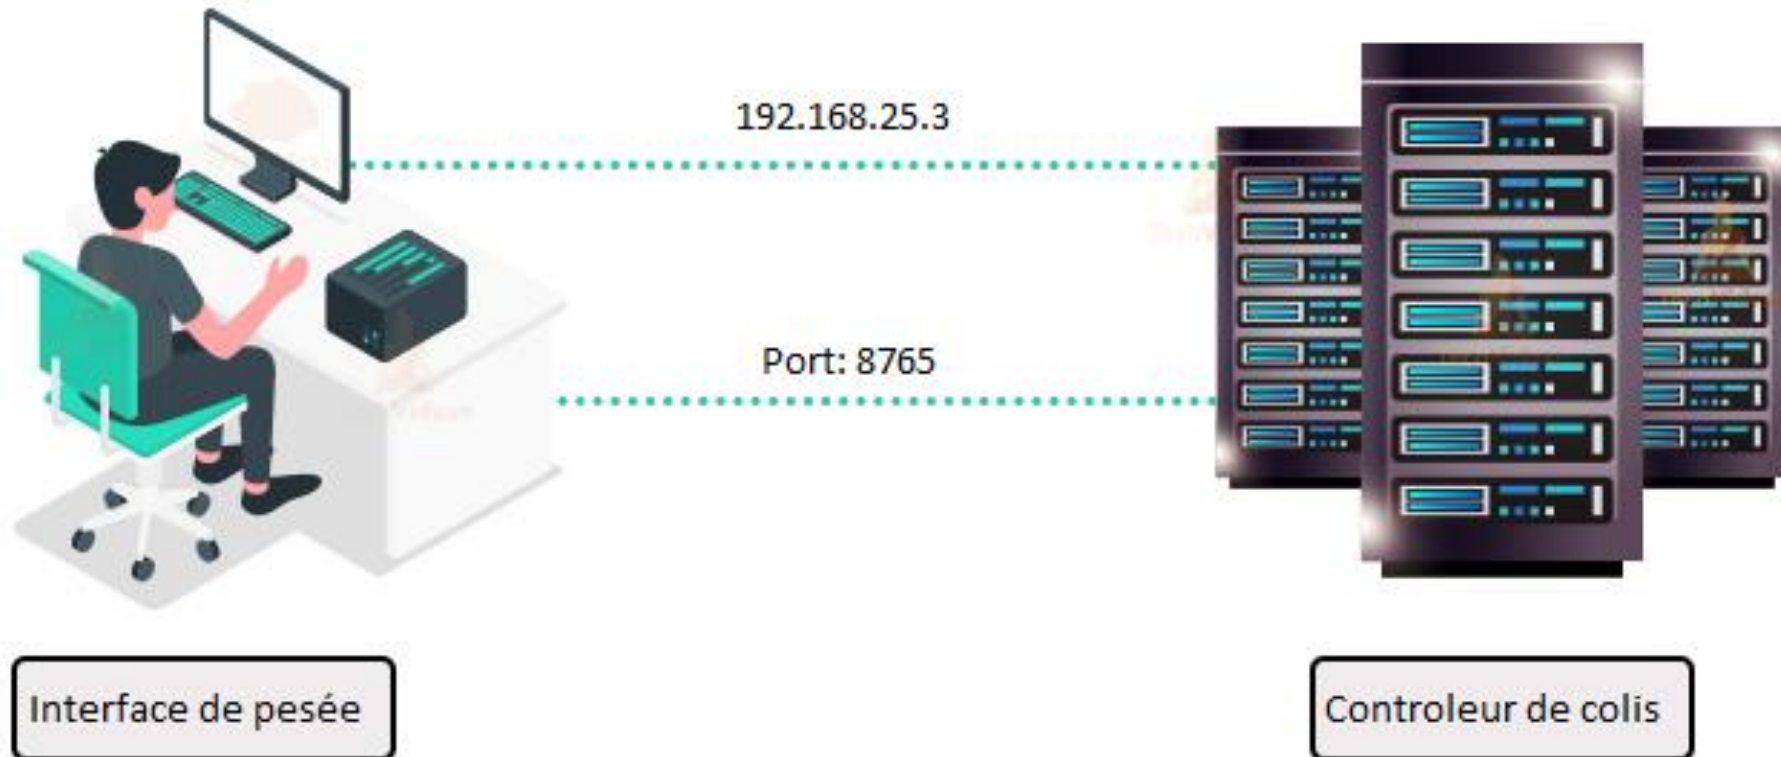 192.168.25.3
Port: 8765
Interface de pesée
Controleur de colis